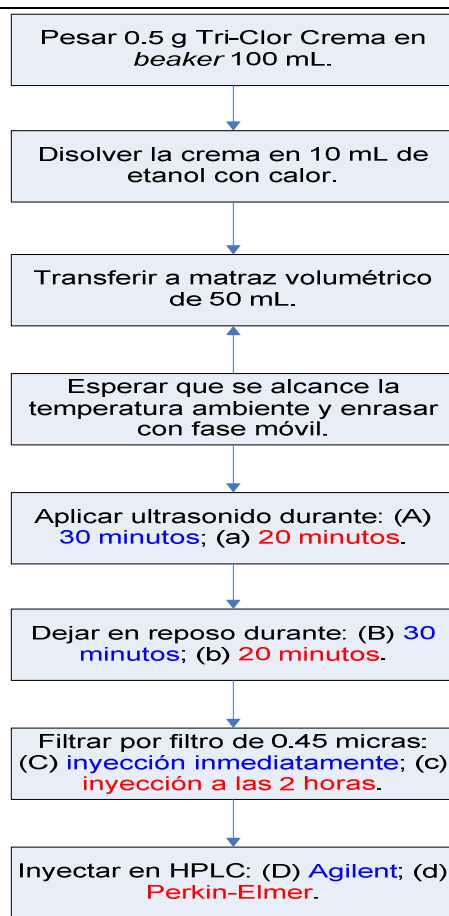 Pesar 0.5 g Tri-Clor Crema en
beaker 100 mL.
Disolver la crema en 10 mL de
etanol con calor.
Transferir a matraz volumétrico
de 50 mL.
Esperar que se alcance la
temperatura ambiente y enrasar
con fase móvil.
Aplicar ultrasonido durante: (A)
30 minutos; (a) 20 minutos.
Dejar en reposo durante: (B) 30
minutos; (b) 20 minutos.
Filtrar por filtro de 0.45 micras:
(C) inyección inmediatamente; (c)
inyección a las 2 horas.
Inyectar en HPLC: (D) Agilent; (d)
Perkin-Elmer.